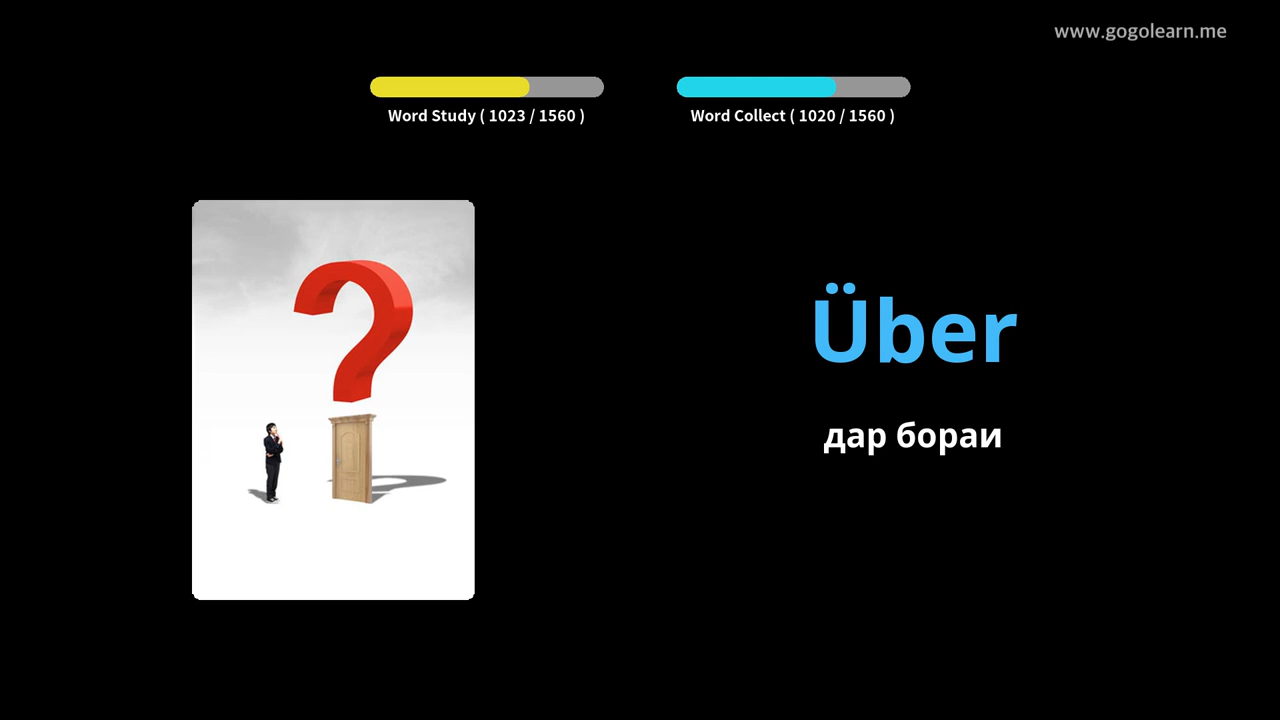 www.gogolearn.me
Word Study ( 1023 / 1560 )
Word Collect ( 1020 / 1560 )
Über
дар бораи